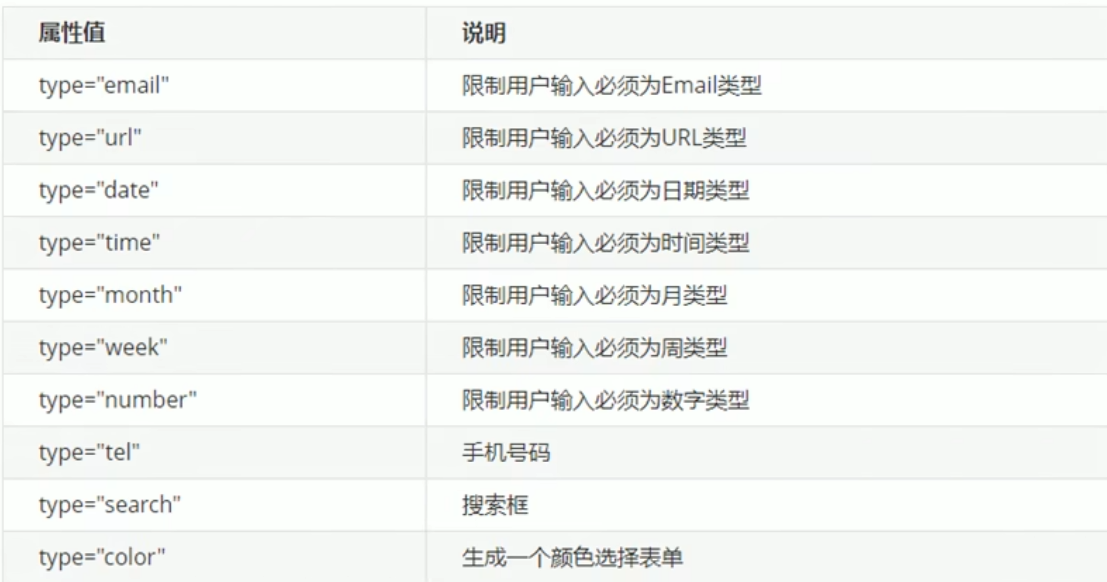 属性值 说明
type="email" 限制用户输入必须为Email类型
type="url" 限制用户输入必须为URL类型
type="date" 限制用户输入必须为日期类型
type="time" 限制用户输入必须为时间类型
type="month" 限制用户输入必须为月类型
type="week" 限制用户输入必须为周类型
type="number" 限制用户输入必须为数字类型
type="tel" 手机号码
type="search" 搜索框
type="color" 生成一个颜色选择表单